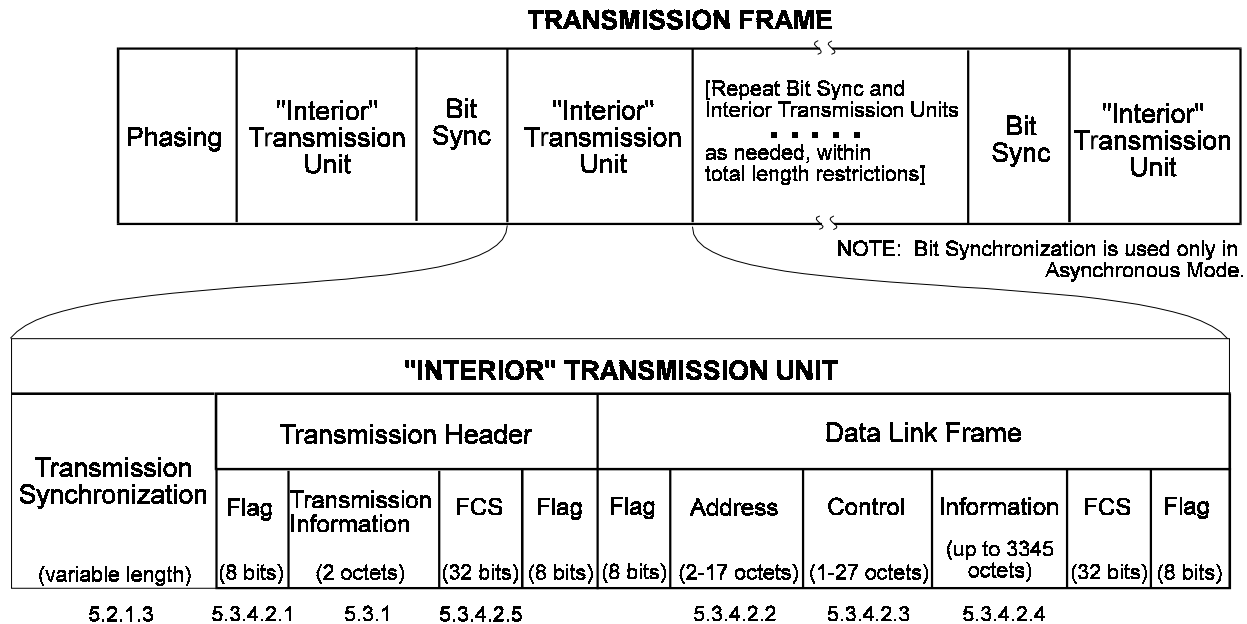 TRANSMISSION FRAME
Phasing
"Interior"
Transmission
Unit
Bit
Sync
"Interior"
Transmission
Unit
[Repeat Bit Sync and
Interior Transmission Units
. . . . .
as needed, within
total length restrictions]
Bit
Sync
"Interior"
Transmission
Unit
NOTE: Bit Synchronization is used only in
Asynchronous Mode.
"INTERIOR" TRANSMISSION UNIT
Transmission
Synchronization
(variable length)
Transmission Header
Data Link Frame
Flag
(8 bits)
Transmission
Information
(2 octets)
FCS
(32 bits)
Flag
(8 bits)
Flag
(8 bits)
Address
(2-17 octets)
Control
(1-27 octets)
Information
(up to 3345
octets)
FCS
(32 bits)
Flag
(8 bits)
5.2.1.3
5.3.4.2.1
5.3.1
5.3.4.2.5
5.3.4.2.2
5.3.4.2.3
5.3.4.2.4